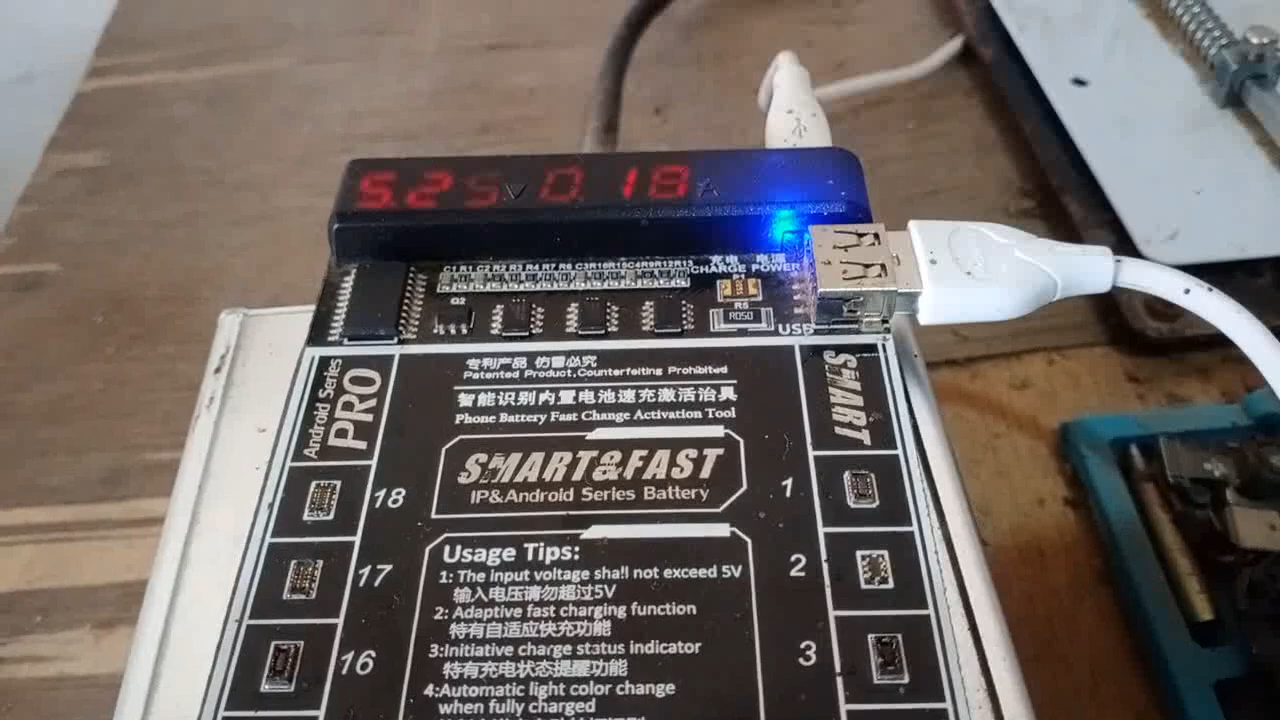 5.25 V 0.18 A
C1 R1 C2 R2 R3 R4 R7 R6 C3R16R15C4R9R12R13
充电 电源
CHARGE POWER
Q2
R5
R050
USB
Android Series
PRO
专利产品 仿冒必究
Patented Product,Counterfeiting Prohibited
智能识别内置电池速充激活治具
Phone Battery Fast Change Activation Tool
SMART
SMART&FAST
IP&Android Series Battery
18
1
17
2
16
3
Usage Tips:
1: The input voltage shall not exceed 5V
输入电压请勿超过5V
2: Adaptive fast charging function
特有自适应快充功能
3:Initiative charge status indicator
特有充电状态提醒功能
4:Automatic light color change
when fully charged